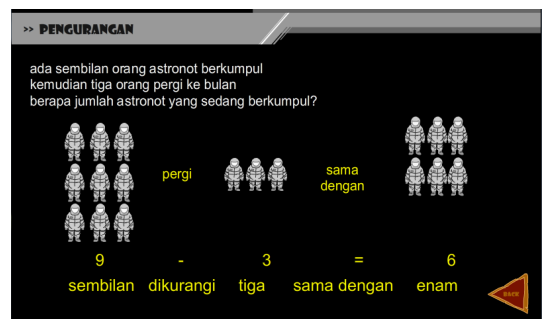 >> PENGURANGAN
ada sembilan orang astronot berkumpul
kemudian tiga orang pergi ke bulan
berapa jumlah astronot yang sedang berkumpul?
pergi
sama
dengan
9 - 3 = 6
sembilan dikurangi tiga sama dengan enam
BACK